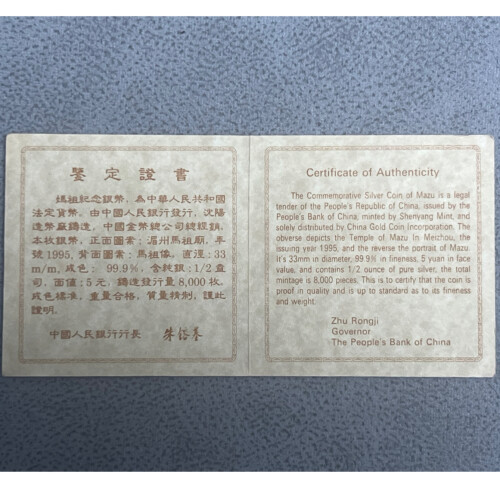 鉴定證書
媽祖紀念銀幣，為中華人民共和國
法定貨幣。由中國人民銀行發行，沈陽
造幣廠鑄造，中國金幣總公司總經銷。
本枚銀幣，正面圖案：湄州馬祖廟，年
號1995，背面圖案：馬祖像。直徑：33
m/m，成色：99.9%，含純銀：1/2盎
司，面值：5元，鑄造發行量8,000枚。
成色標準，重量合格，質量精制，謹此
證明。
中國人民銀行行長 朱镕基
Certificate of Authenticity
The Commemorative Silver Coin of Mazu is a legal
tender of the People's Republic of China, issued by the
People's Bank of China, minted by Shenyang Mint, and
solely distributed by China Gold Coin Incorporation. The
obverse depicts the Temple of Mazu In Meizhou, the
issuing year 1995, and the reverse the portrait of Mazu.
It's 33mm in diameter, 99.9% in fineness, 5 yuan in face
value, and contains 1/2 ounce of pure silver, the total
mintage is 8,000 pieces. This is to certify that the coin is
proof in quality and is up to standard as to its fineness
and weight.
Zhu Rongji
Governor
The People's Bank of China